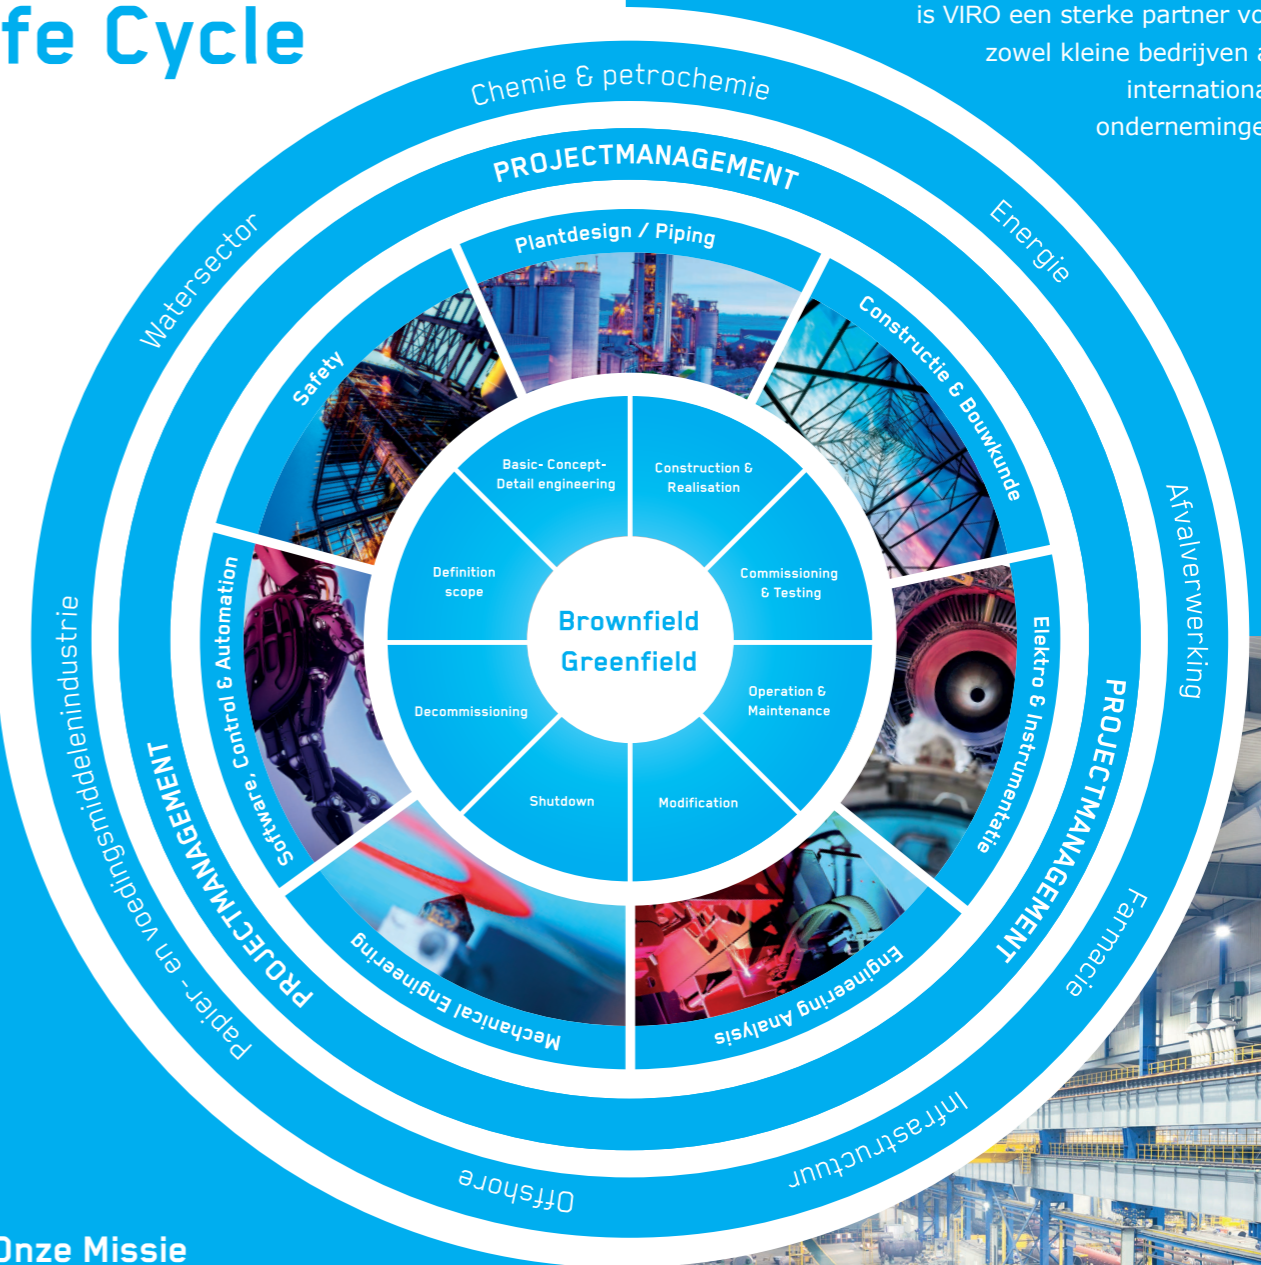 fe Cycle
is VIRO een sterke partner vo
zowel kleine bedrijven a
internationa
onderneminge
Chemie & petrochemie
Energie
Afvalverwerking
Farmacie
Infrastructuur
Offshore
Papier- en voedingsmiddelenindustrie
Watersector
PROJECTMANAGEMENT
PROJECTMANAGEMENT
PROJECTMANAGEMENT
Plantdesign / Piping
Constructie & Bouwkunde
Elektro & Instrumentatie
Engineering Analysis
Mechanical Engineering
Software, Control & Automation
Safety
Basic- Concept-
Detail engineering
Construction &
Realisation
Commissioning
& Testing
Operation &
Maintenance
Modification
Shutdown
Decommissioning
Definition
scope
Brownfield
Greenfield
Onze Missie